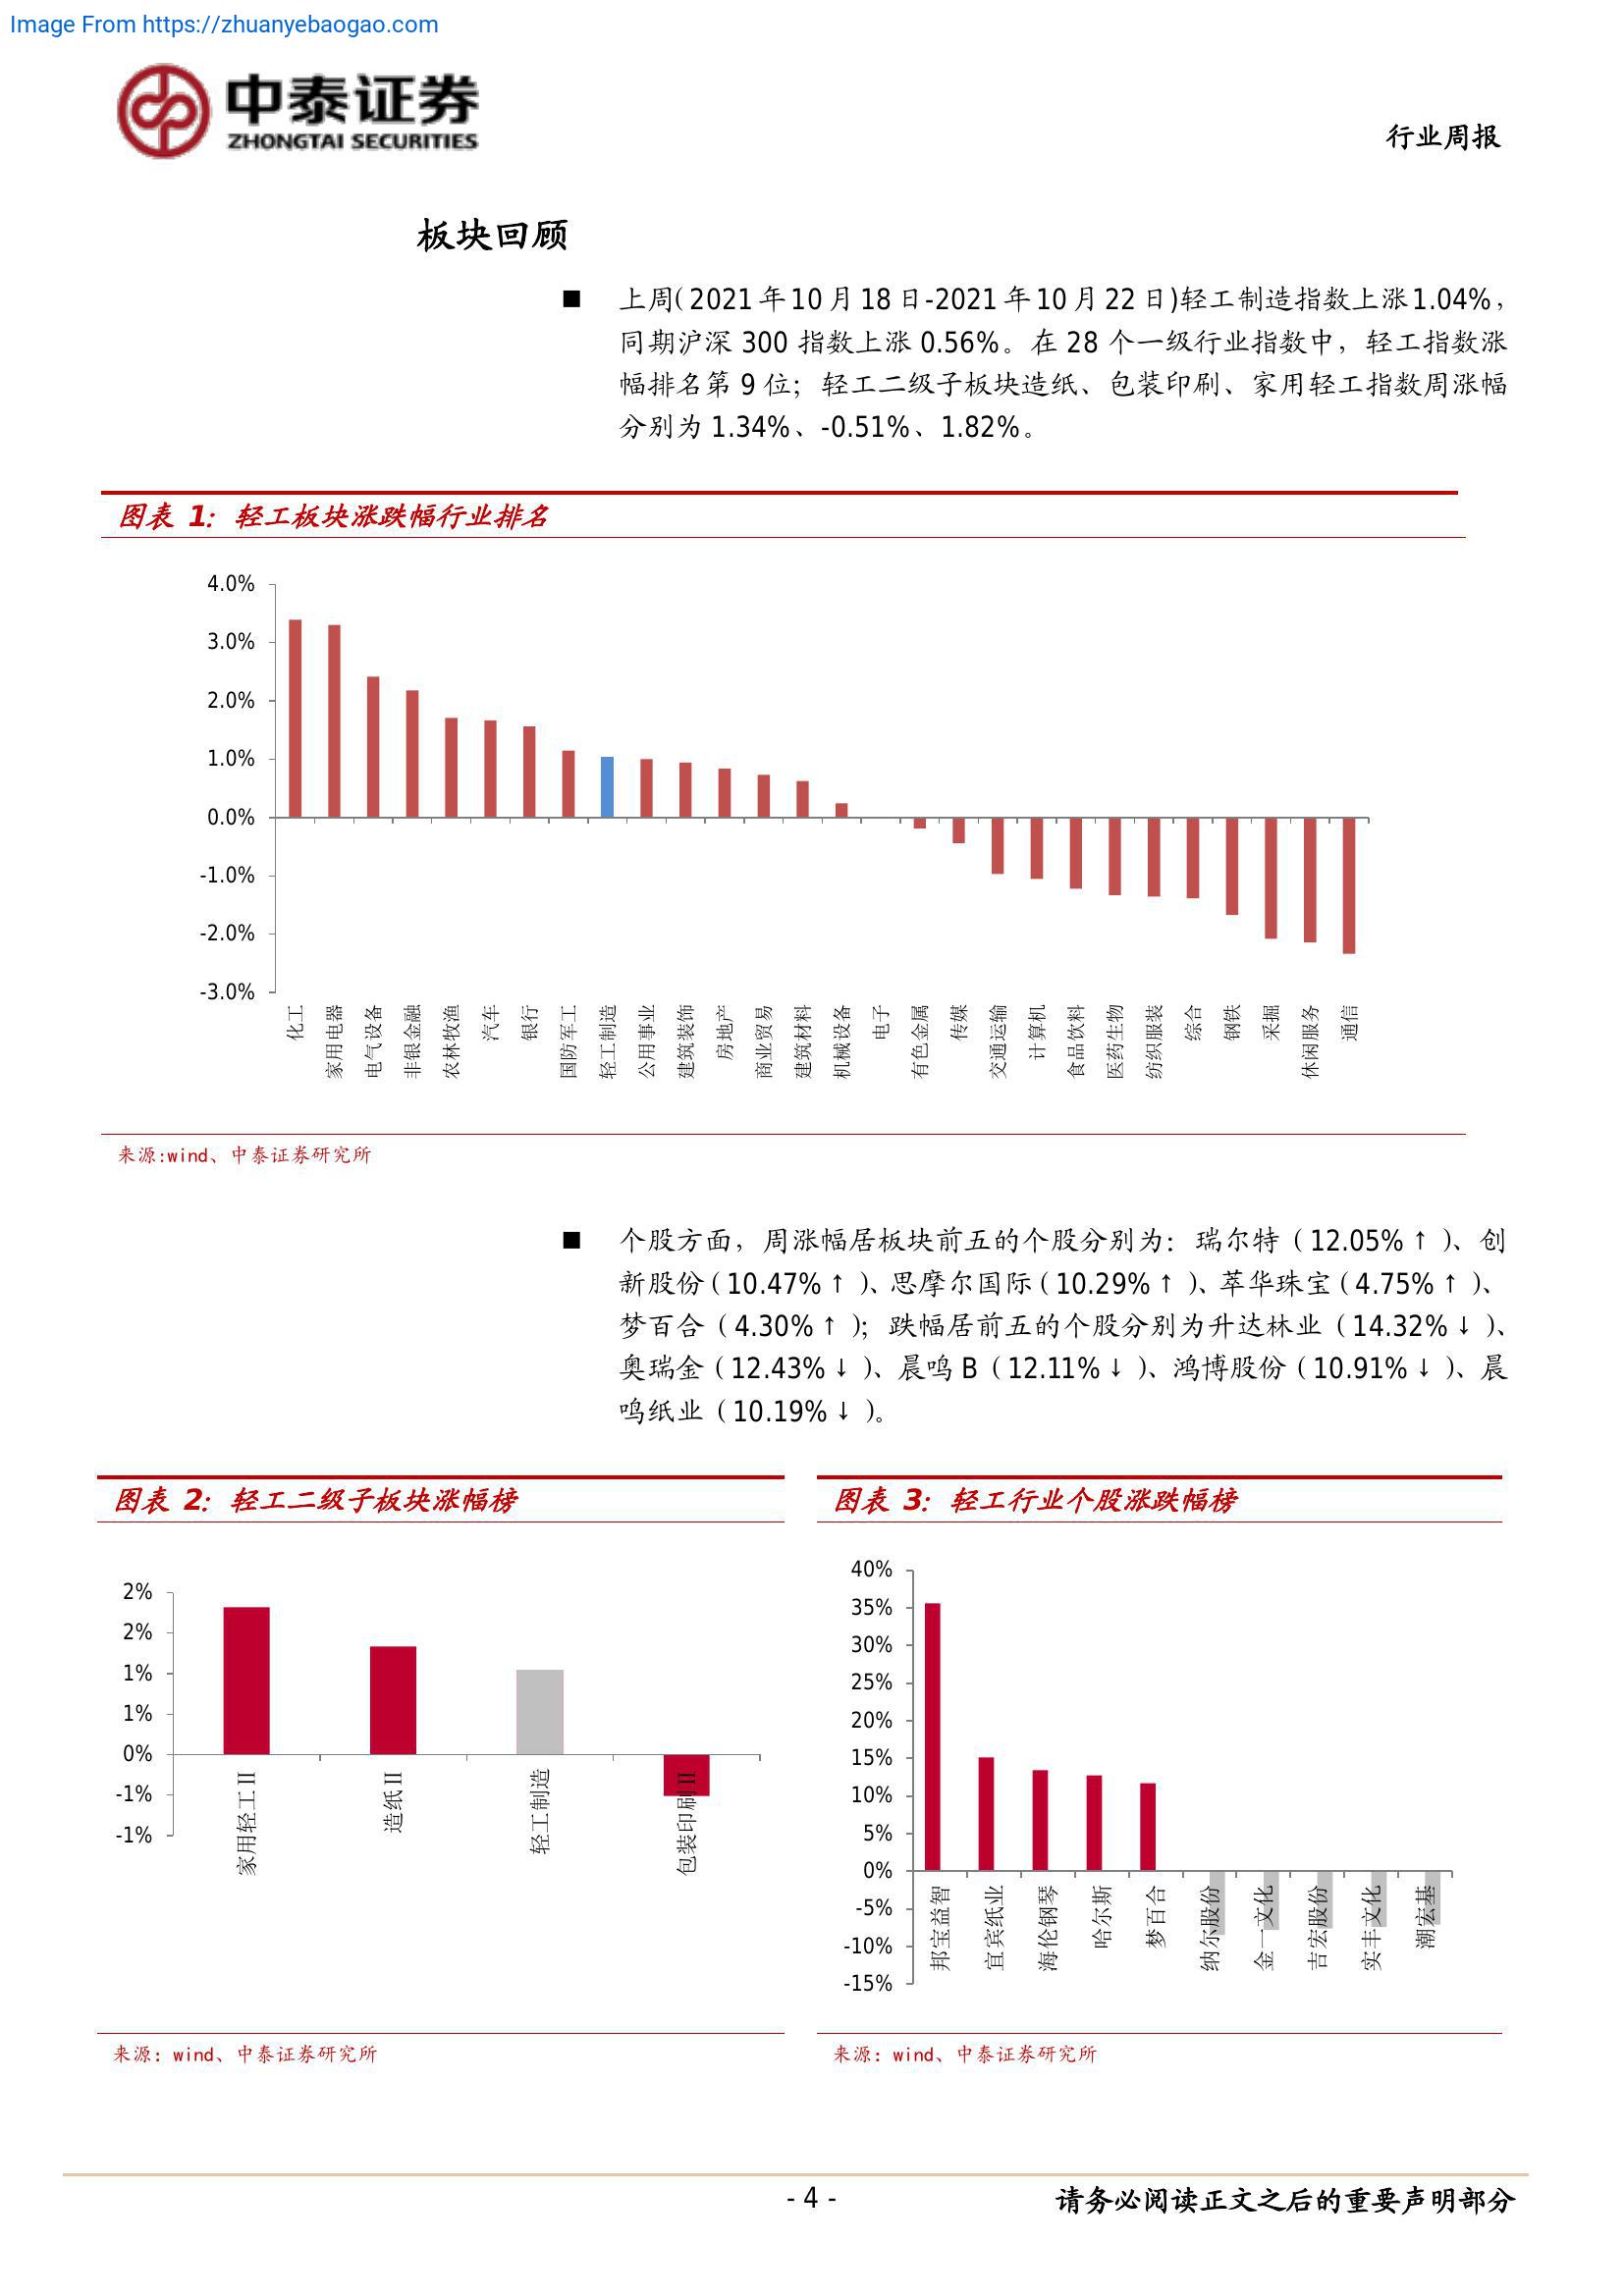 Image From https://zhuanyebaogao.com
中泰证券
ZHONGTAI SECURITIES
行业周报
板块回顾
■ 上周(2021年10月18日-2021年10月22日)轻工制造指数上涨1.04%，
同期沪深 300 指数上涨 0.56%。在 28 个一级行业指数中，轻工指数涨
幅排名第 9 位；轻工二级子板块造纸、包装印刷、家用轻工指数周涨幅
分别为 1.34%、-0.51%、1.82%。
图表 1：轻工板块涨跌幅行业排名
4.0%
3.0%
2.0%
1.0%
0.0%
-1.0%
-2.0%
-3.0%
化工
家用电器
电气设备
非银金融
农林牧渔
汽车
银行
国防军工
轻工制造
公用事业
建筑装饰
房地产
商业贸易
建筑材料
机械设备
电子
有色金属
传媒
交通运输
计算机
食品饮料
医药生物
纺织服装
综合
钢铁
采掘
休闲服务
通信
来源:wind、中泰证券研究所
■ 个股方面，周涨幅居板块前五的个股分别为：瑞尔特（12.05%↑）、创
新股份（10.47%↑）、思摩尔国际（10.29%↑）、萃华珠宝（4.75%↑）、
梦百合（4.30%↑）；跌幅居前五的个股分别为升达林业（14.32%↓）、
奥瑞金（12.43%↓）、晨鸣 B（12.11%↓）、鸿博股份（10.91%↓）、晨
鸣纸业（10.19%↓）。
图表 2：轻工二级子板块涨幅榜
2%
2%
1%
1%
0%
-1%
-1%
家用轻工Ⅱ
造纸Ⅱ
轻工制造
包装印刷Ⅱ
来源：wind、中泰证券研究所
图表 3：轻工行业个股涨跌幅榜
40%
35%
30%
25%
20%
15%
10%
5%
0%
-5%
-10%
-15%
邦宝益智
宜宾纸业
海伦钢琴
哈尔斯
梦百合
纳尔股份
金一文化
吉宏股份
实丰文化
潮宏基
来源：wind、中泰证券研究所
- 4 -
请务必阅读正文之后的重要声明部分